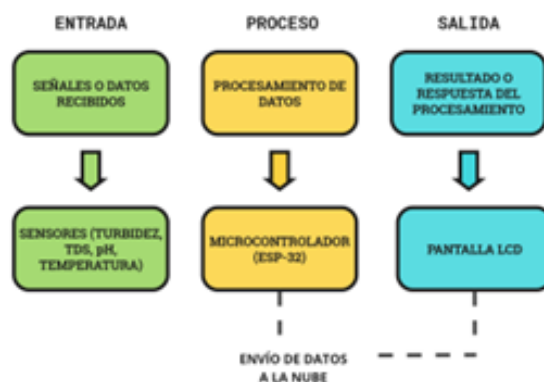 ENTRADA
PROCESO
SALIDA
SEÑALES O DATOS
RECIBIDOS
PROCESAMIENTO DE
DATOS
RESULTADO O
RESPUESTA DEL
PROCESAMIENTO
SENSORES (TURBIDEZ,
TDS, pH,
TEMPERATURA)
MICROCONTROLADOR
(ESP-32)
PANTALLA LCD
ENVÍO DE DATOS
A LA NUBE